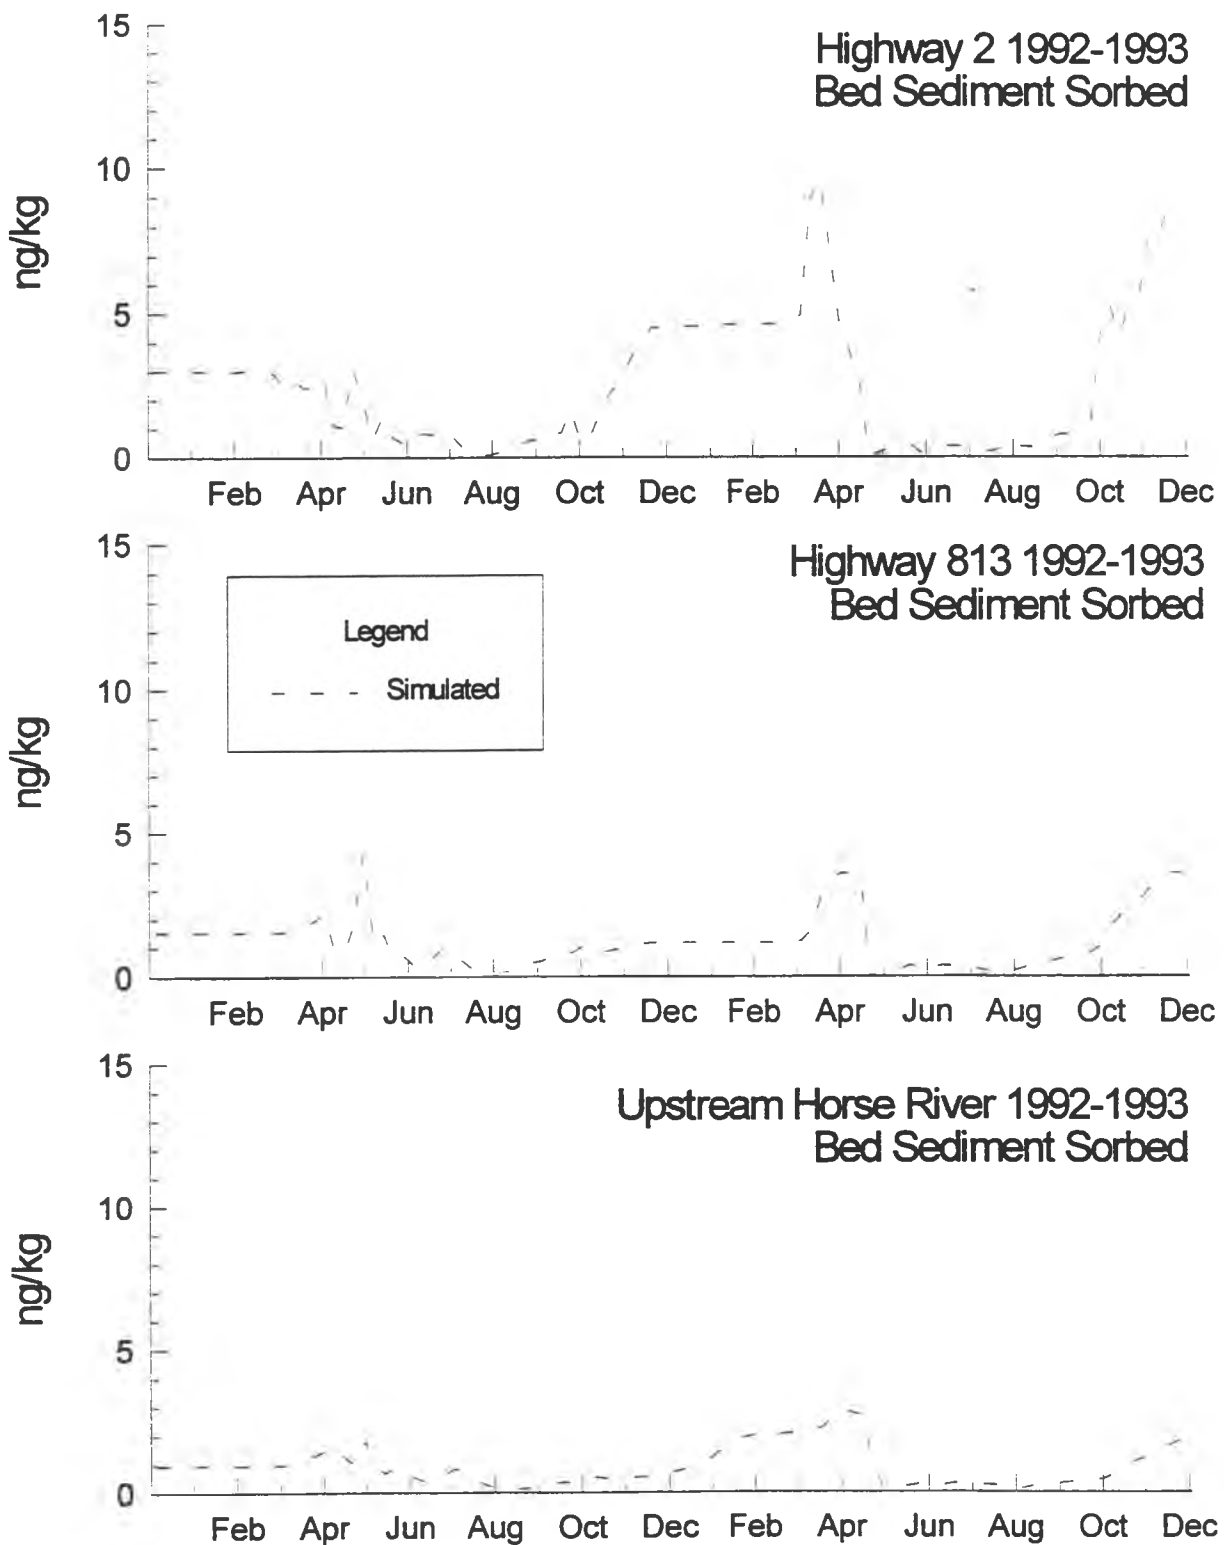 15
Highway 2 1992-1993
Bed Sediment Sorbed
10
ng/kg
5
0
Feb Apr Jun Aug Oct Dec Feb Apr Jun Aug Oct Dec
15
Highway 813 1992-1993
Bed Sediment Sorbed
Legend
Simulated
10
ng/kg
5
0
Feb Apr Jun Aug Oct Dec Feb Apr Jun Aug Oct Dec
15
Upstream Horse River 1992-1993
Bed Sediment Sorbed
10
ng/kg
5
0
Feb Apr Jun Aug Oct Dec Feb Apr Jun Aug Oct Dec